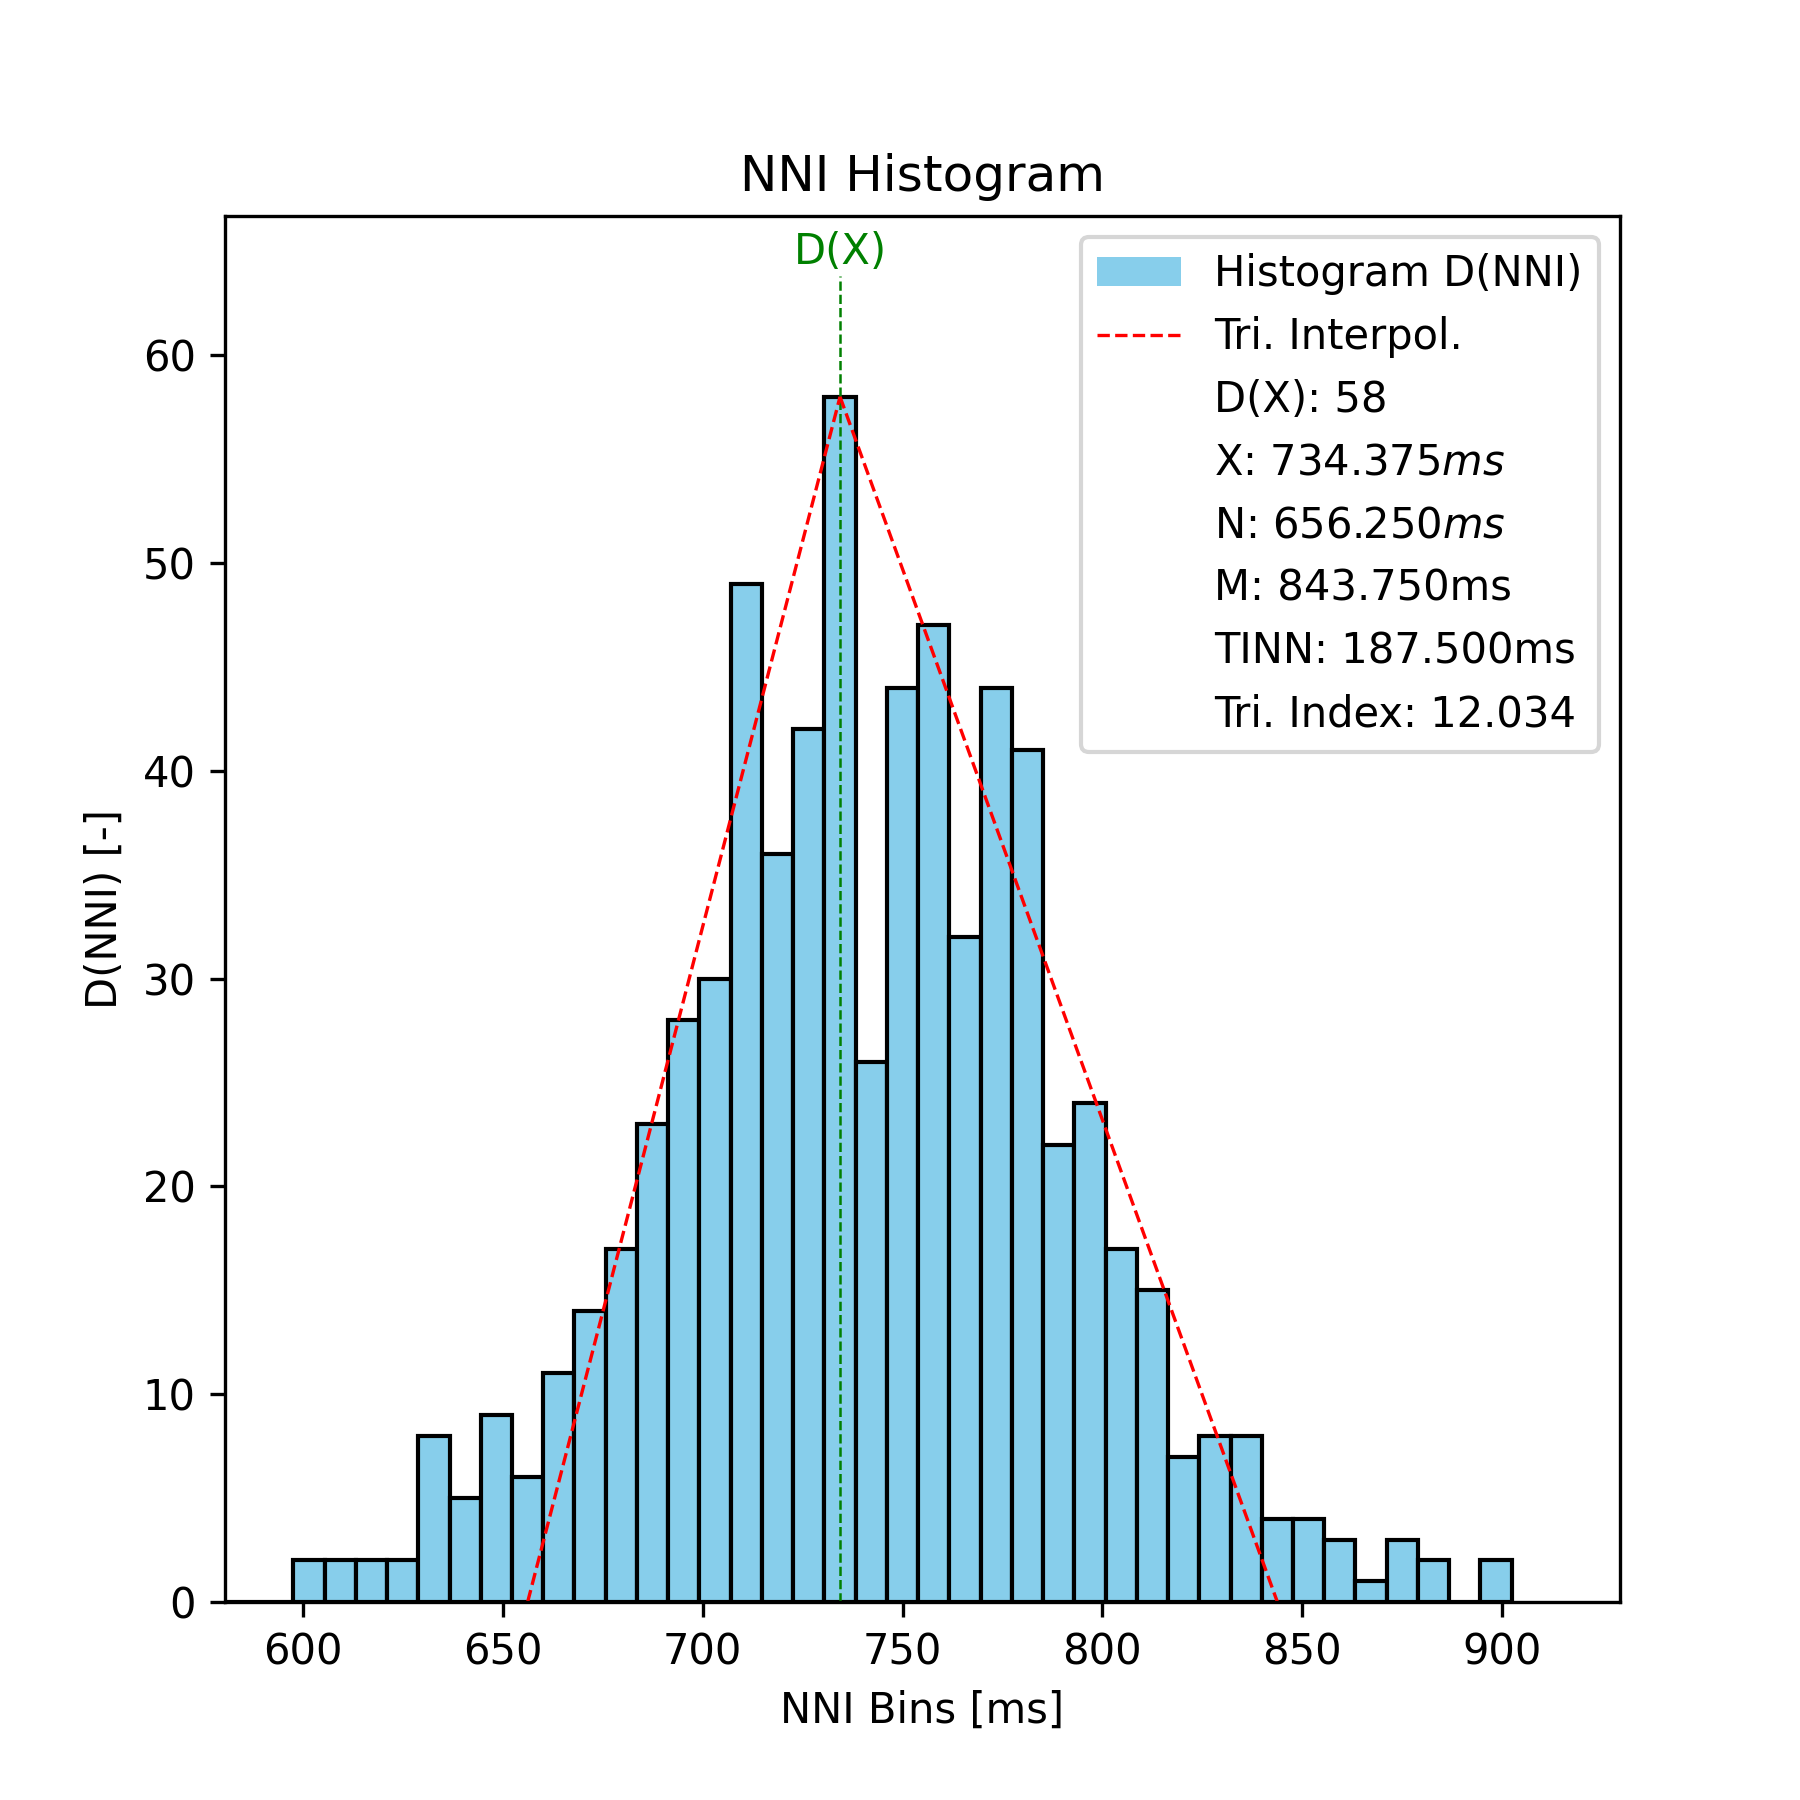 NNI Histogram
D(X)
Histogram D(NNI)
Tri. Interpol.
D(X): 58
X: 734.375ms
N: 656.250ms
M: 843.750ms
TINN: 187.500ms
Tri. Index: 12.034
60
50
40
30
20
10
0
D(NNI) [-]
600 650 700 750 800 850 900
NNI Bins [ms]